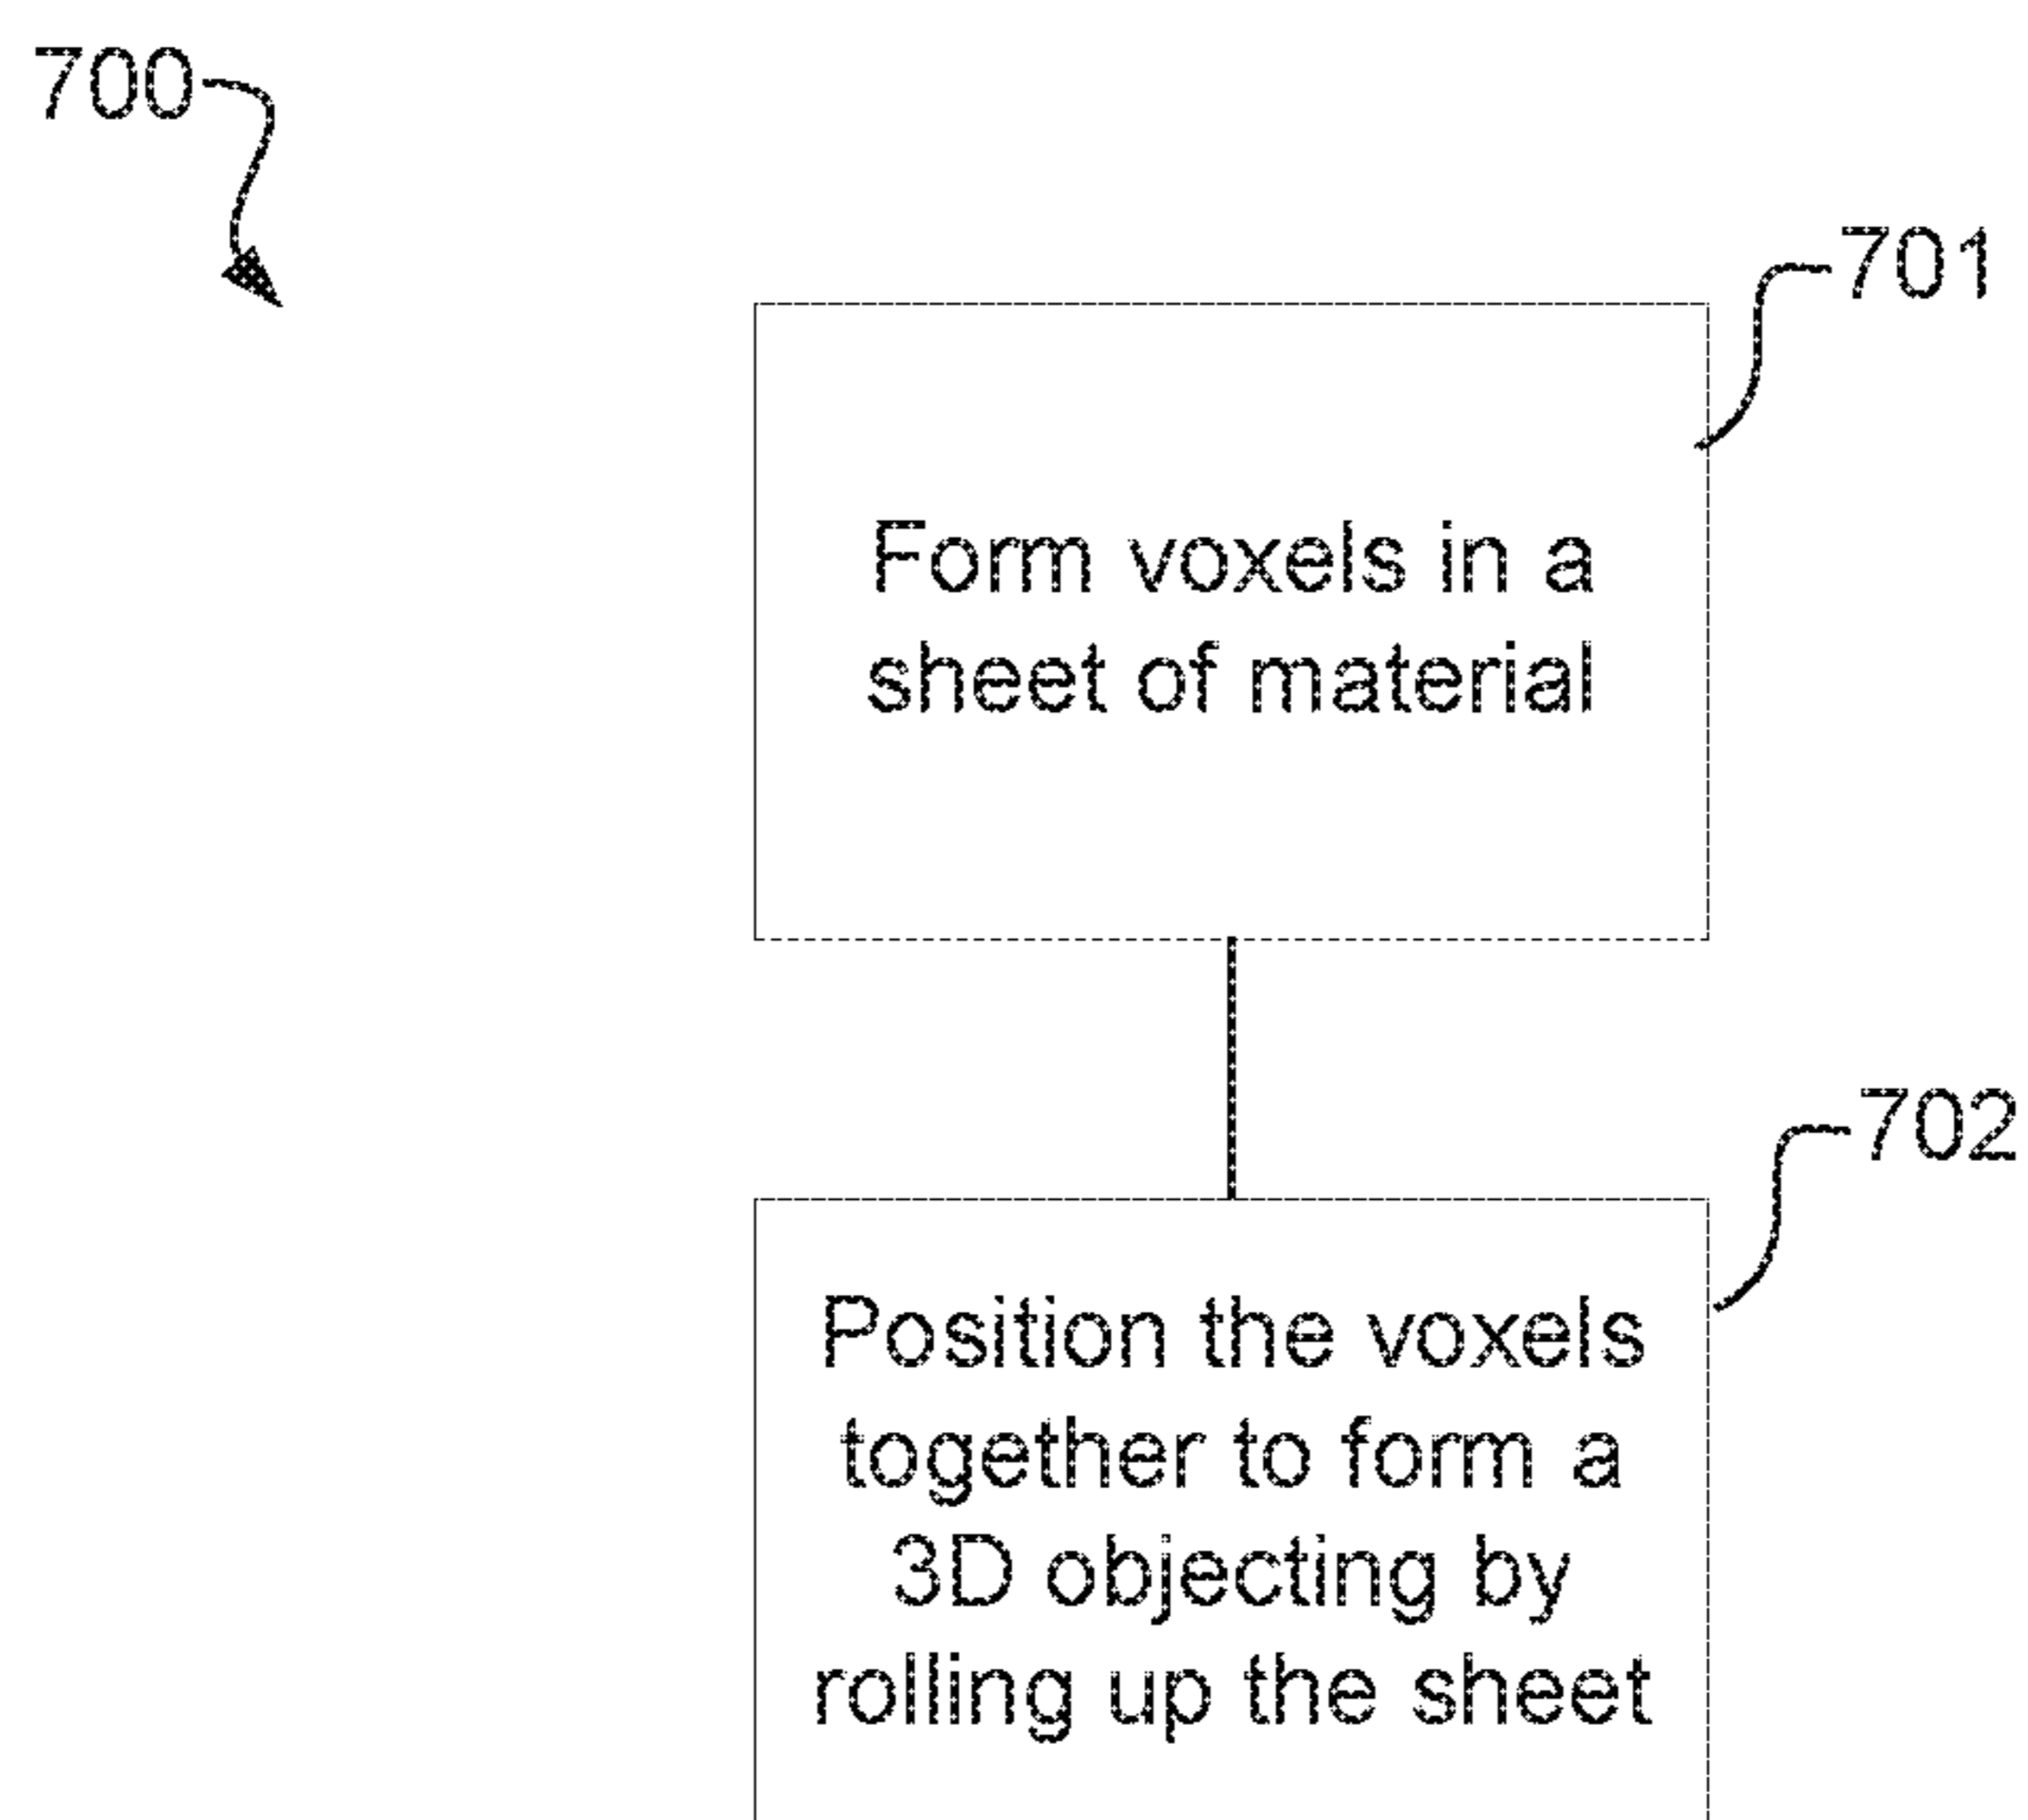 700
701
Form voxels in a
sheet of material
702
Position the voxels
together to form a
3D objecting by
rolling up the sheet